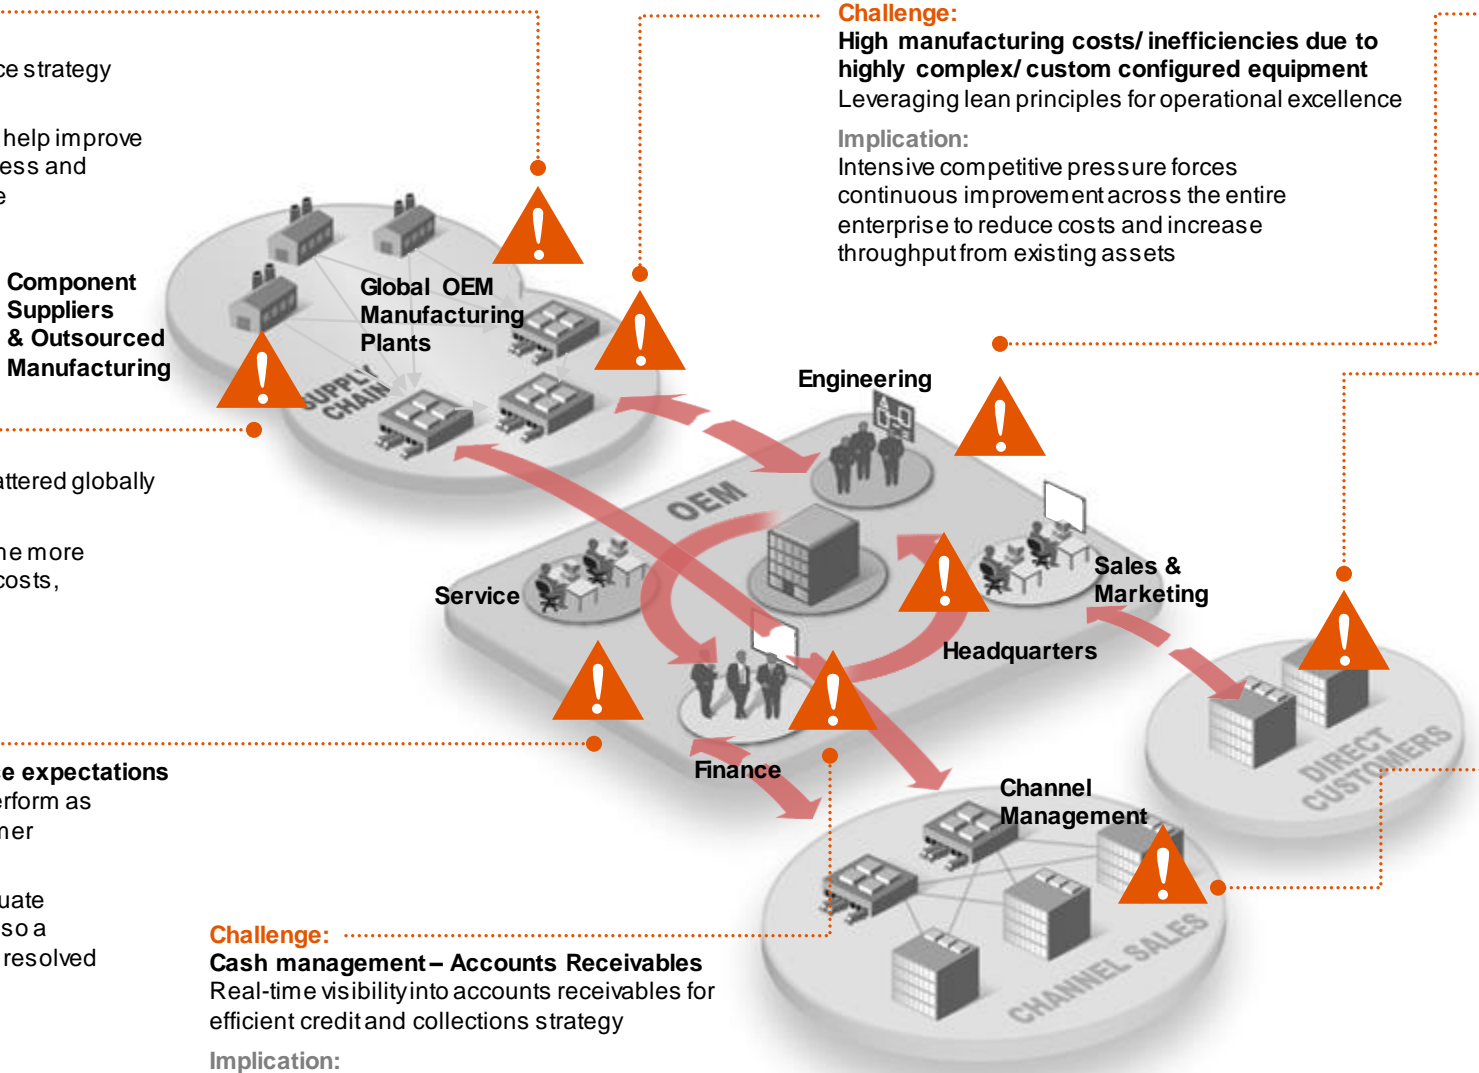 Challenge:
High manufacturing costs/ inefficiencies due to
highly complex/ custom configured equipment
Leveraging lean principles for operational excellence
Implication:
Intensive competitive pressure forces
continuous improvement across the entire
enterprise to reduce costs and increase
throughput from existing assets
ce strategy
help improve
ess and
e
Component
Suppliers
& Outsourced
Manufacturing
Global OEM
Manufacturing
Plants
SUPPLY
CHAIN
Engineering
attered globally
ne more
costs,
OEM
Service
Sales &
Marketing
Headquarters
Finance
DIRECT
CUSTOMERS
Channel
Management
CHANNEL SALES
se expectations
erform as
mer
uate
so a
resolved
Challenge:
Cash management – Accounts Receivables
Real-time visibility into accounts receivables for
efficient credit and collections strategy
Implication: